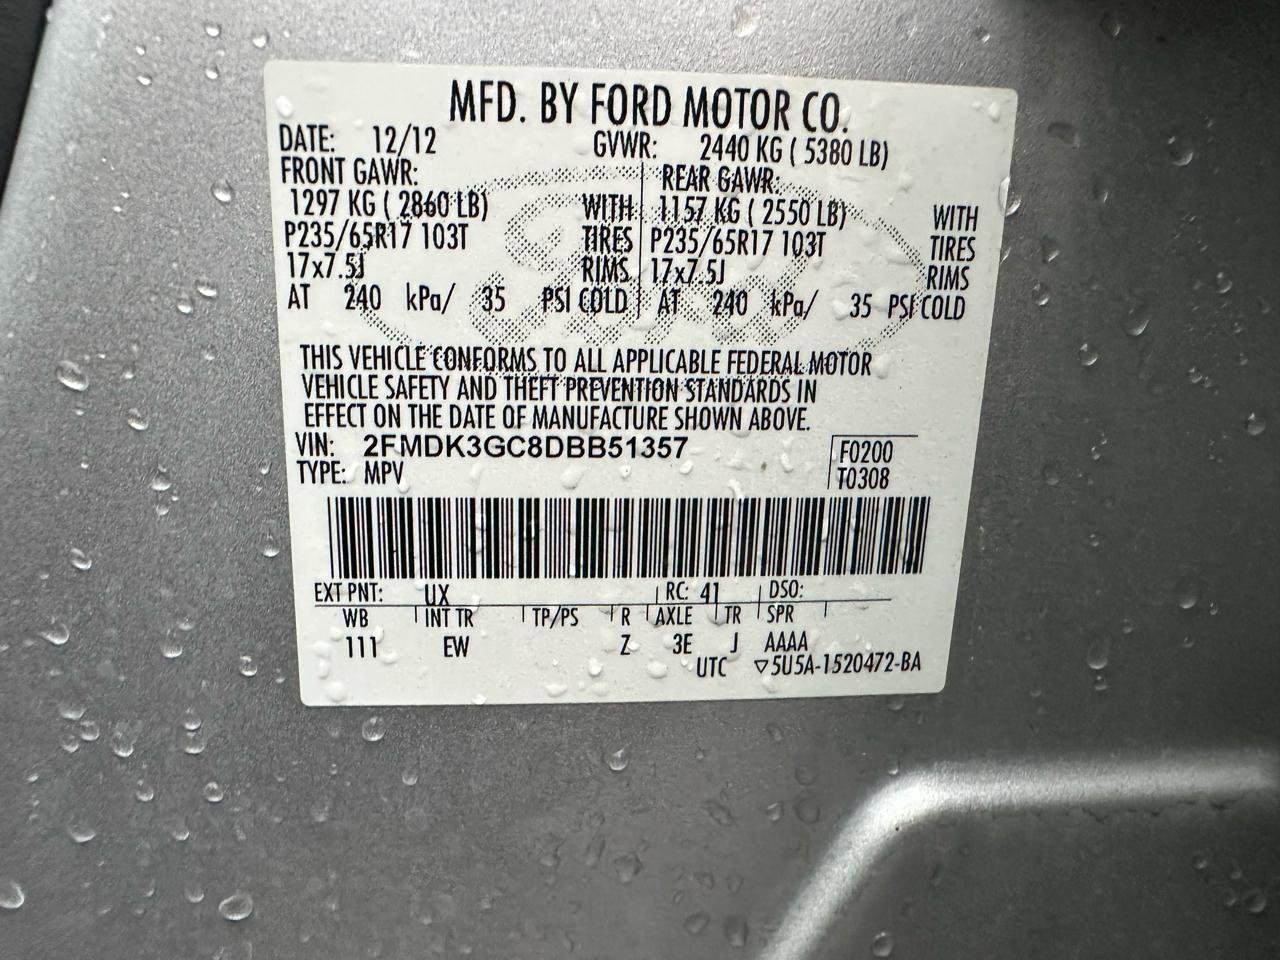 MFD. BY FORD MOTOR CO.
DATE: 12/12 GVWR: 2440 KG ( 5380 LB)
FRONT GAWR: REAR GAWR:
1297 KG ( 2860 LB) WITH 1157 KG ( 2550 LB) WITH
P235/65R17 103T TIRES P235/65R17 103T TIRES
17x7.5J RIMS 17x7.5J RIMS
AT 240 kPa/ 35 PSI COLD AT 240 kPa/ 35 PSI COLD
THIS VEHICLE CONFORMS TO ALL APPLICABLE FEDERAL MOTOR
VEHICLE SAFETY AND THEFT PREVENTION STANDARDS IN
EFFECT ON THE DATE OF MANUFACTURE SHOWN ABOVE.
VIN: 2FMDK3GC8DBB51357 F0200
TYPE: MPV T0308
EXT PNT: UX RC: 41 DSO:
WB INT TR TP/PS R AXLE TR SPR
111 EW Z 3E J AAAA
UTC ▽5U5A-1520472-BA